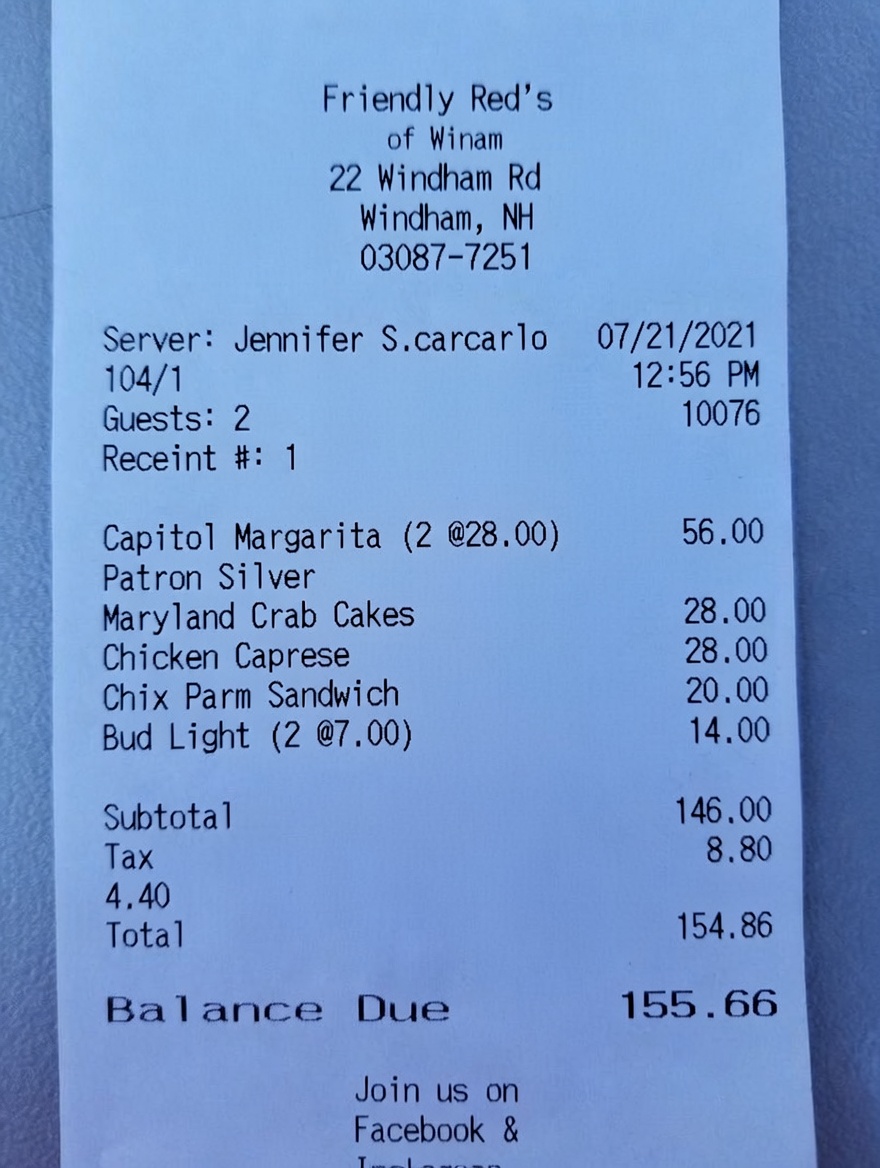 Friendly Red's
of Winam
22 Windham Rd
Windham, NH
03087-7251
Server: Jennifer S.carcarlo 07/21/2021
104/1 12:56 PM
Guests: 2 10076
Receint #: 1
Capitol Margarita (2 @28.00) 56.00
Patron Silver
Maryland Crab Cakes 28.00
Chicken Caprese 28.00
Chix Parm Sandwich 20.00
Bud Light (2 @7.00) 14.00
Subtotal 146.00
Tax 8.80
4.40
Total 154.86
Balance Due 155.66
Join us on
Facebook &